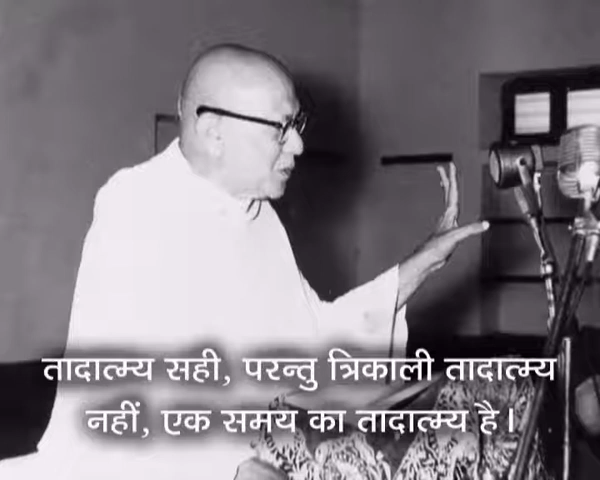 तादात्म्य सही, परन्तु त्रिकाली तादात्म्य
नहीं, एक समय का तादात्म्य है।